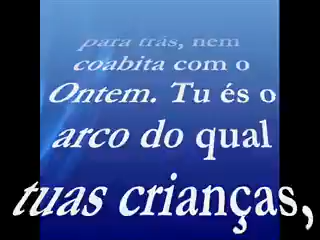 para trás, nem
coabita com o
Ontem. Tu és o
arco do qual
tuas crianças,